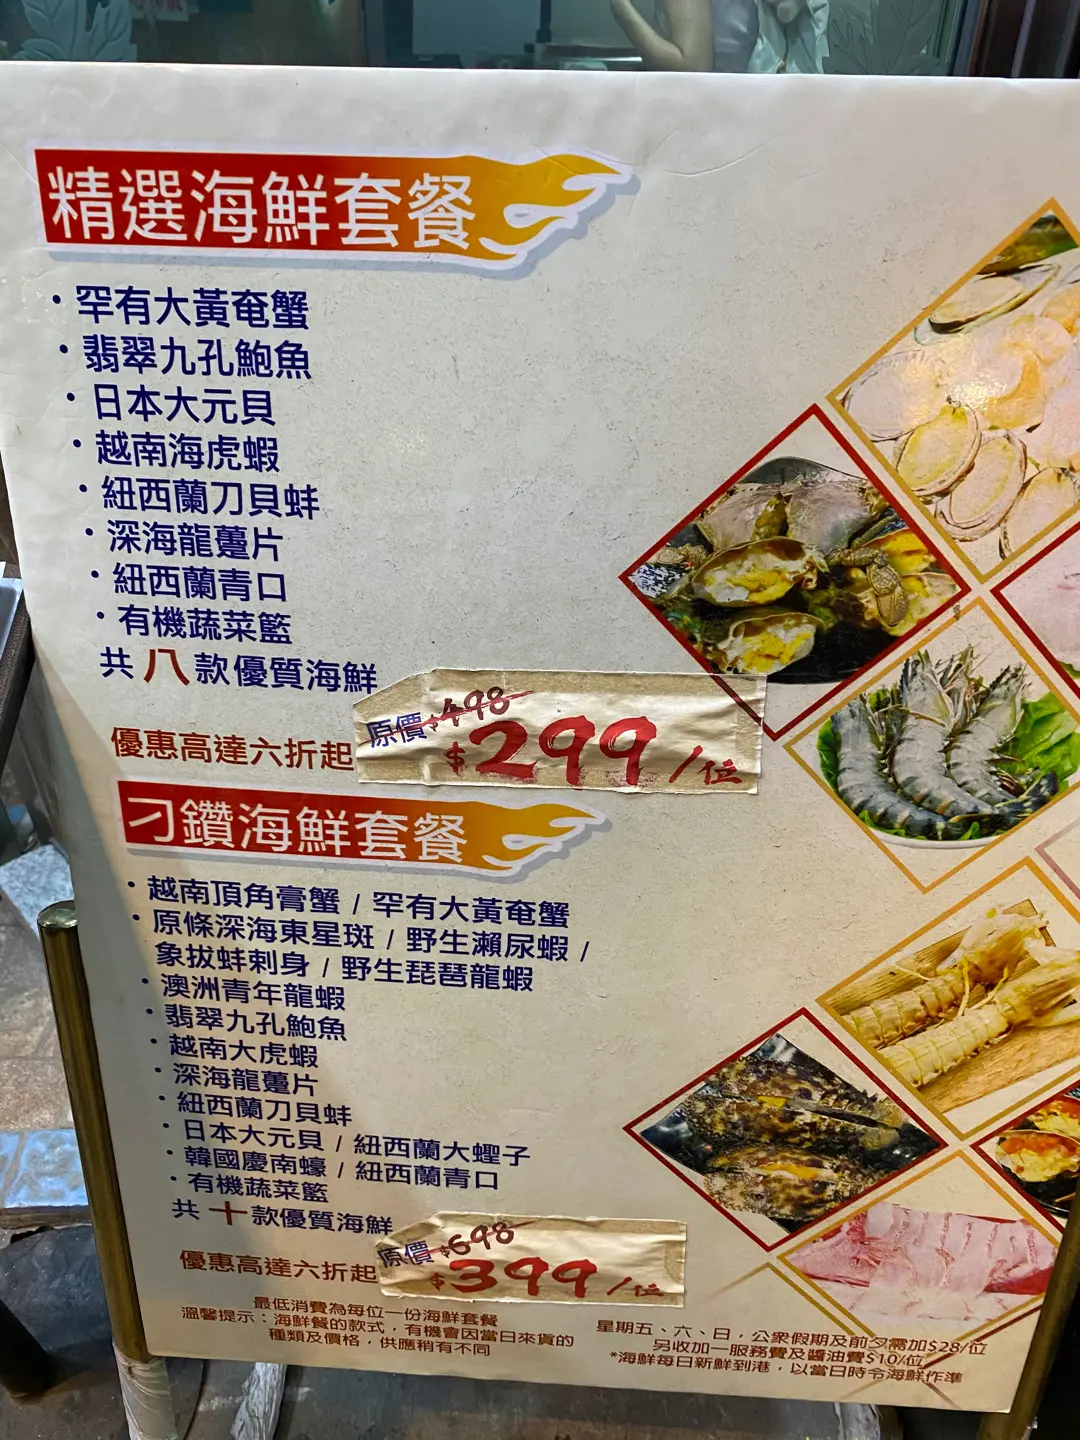 精選海鮮套餐
·罕有大黃奄蟹
·翡翠九孔鮑魚
·日本大元貝
·越南海虎蝦
·紐西蘭刀貝蚌
·深海龍躉片
·紐西蘭青口
·有機蔬菜籃
共八款優質海鮮
原價$498
優惠高達六折起 $299/位
刁鑽海鮮套餐
·越南頂角膏蟹 / 罕有大黃奄蟹
·原條深海東星斑 / 野生瀨尿蝦 /
象拔蚌刺身 / 野生琵琶龍蝦
·澳洲青年龍蝦
·翡翠九孔鮑魚
·越南大虎蝦
·深海龍躉片
·紐西蘭刀貝蚌
·日本大元貝 / 紐西蘭大蟶子
·韓國慶南蠔 / 紐西蘭青口
·有機蔬菜籃
共十款優質海鮮
原價$698
優惠高達六折起 $399/位
最低消費為每位一份海鮮套餐
溫馨提示：海鮮餐的款式，有機會因當日來貨的
種類及價格，供應稍有不同
星期五、六、日，公眾假期及前夕需加$28/位
另收加一服務費及醬油費$10/位
*海鮮每日新鮮到港，以當日時令海鮮作準